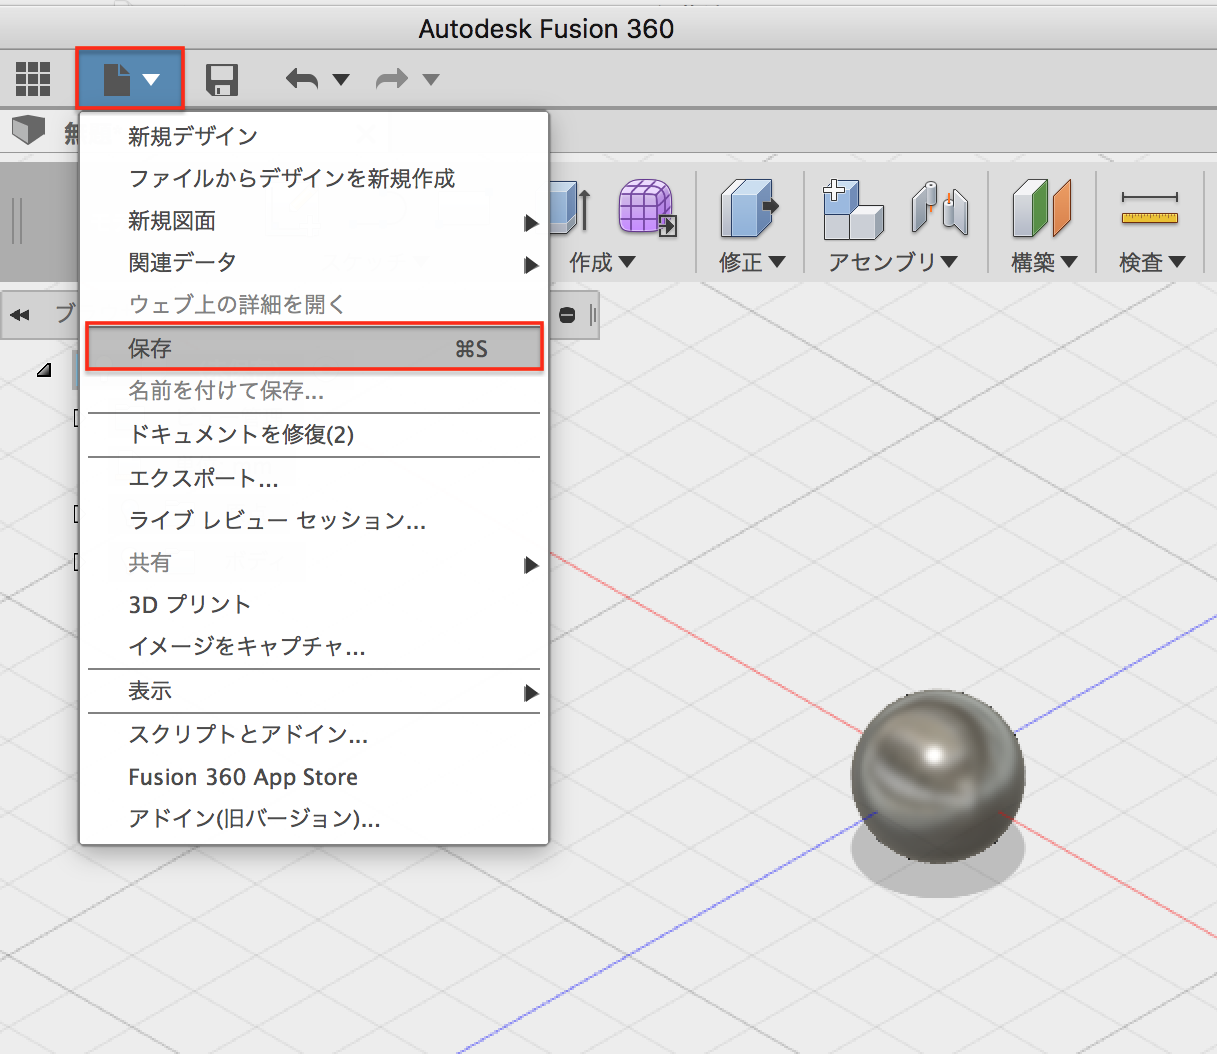 Autodesk Fusion 360
無
新規デザイン
ファイルからデザインを新規作成
新規図面
関連データ
ウェブ上の詳細を開く
保存 ⌘S
名前を付けて保存...
ドキュメントを修復(2)
エクスポート...
ライブ レビュー セッション...
共有
3D プリント
イメージをキャプチャ...
表示
スクリプトとアドイン...
Fusion 360 App Store
アドイン(旧バージョン)...
作成
修正
アセンブリ
構築
検査
ブ